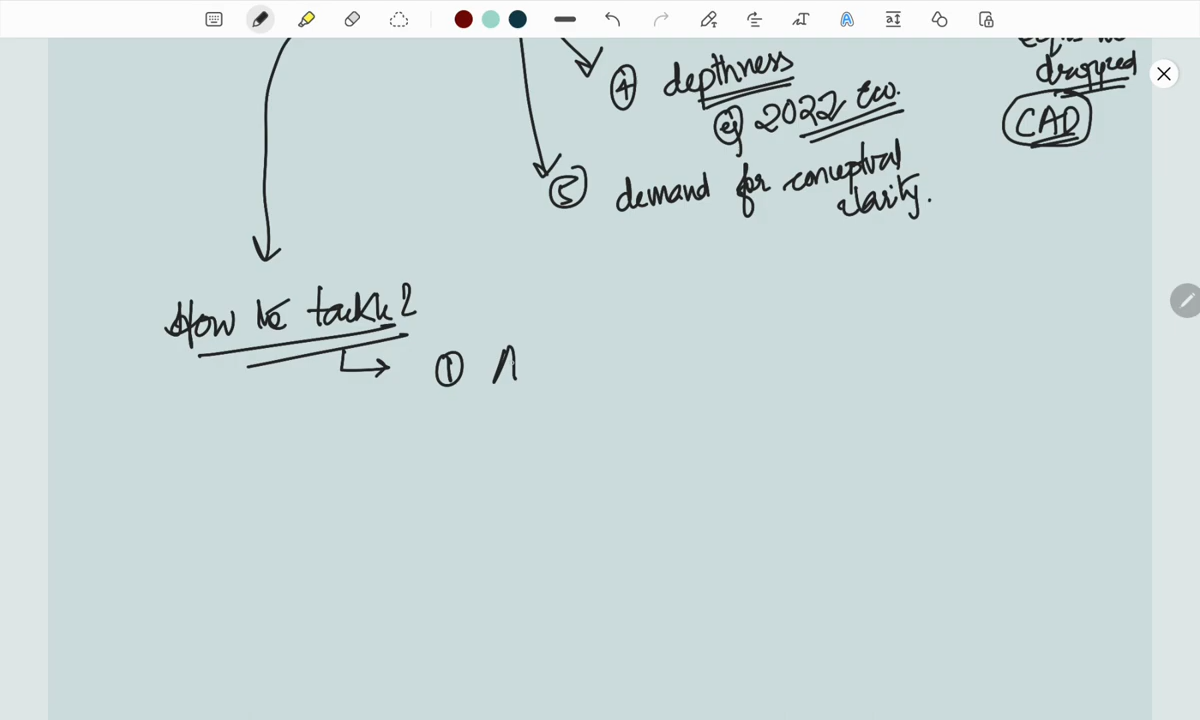 ④ depthness
eg 2022 Eco.
dropped
CAD
⑤ demand for conceptual
clarity.
How to tackle?
①